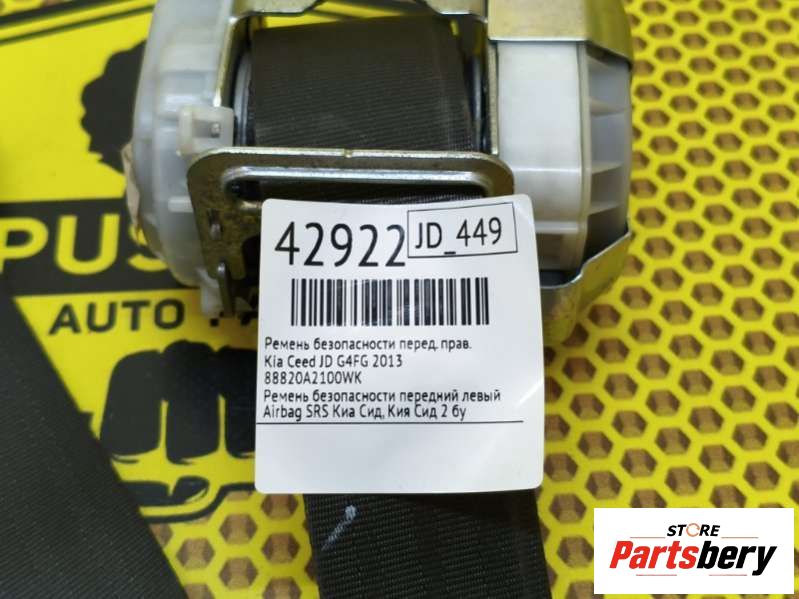 PUS
AUTO PA
42922
JD_449
Ремень безопасности перед. прав.
Kia Ceed JD G4FG 2013
88820A2100WK
Ремень безопасности передний левый
Airbag SRS Киа Сид, Кия Сид 2 бу
STORE
Partsbery